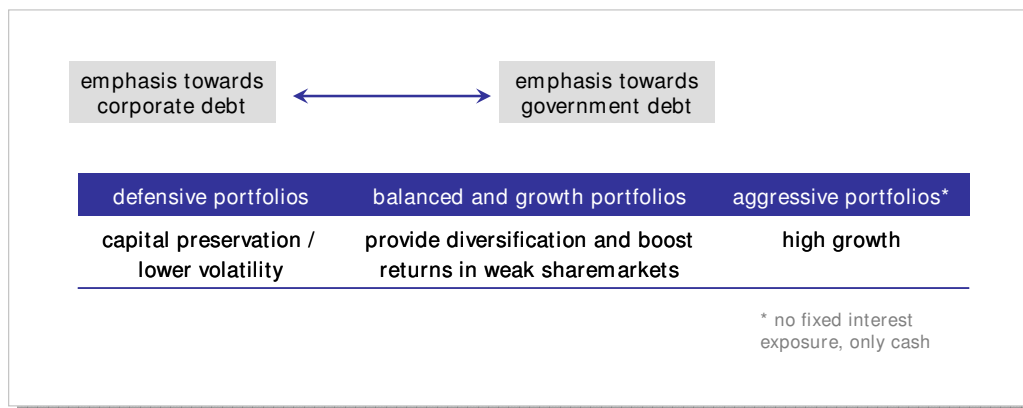 emphasis towards
corporate debt
emphasis towards
government debt
defensive portfolios
balanced and growth portfolios
aggressive portfolios*
capital preservation /
lower volatility
provide diversification and boost
returns in weak sharemarkets
high growth
* no fixed interest
exposure, only cash